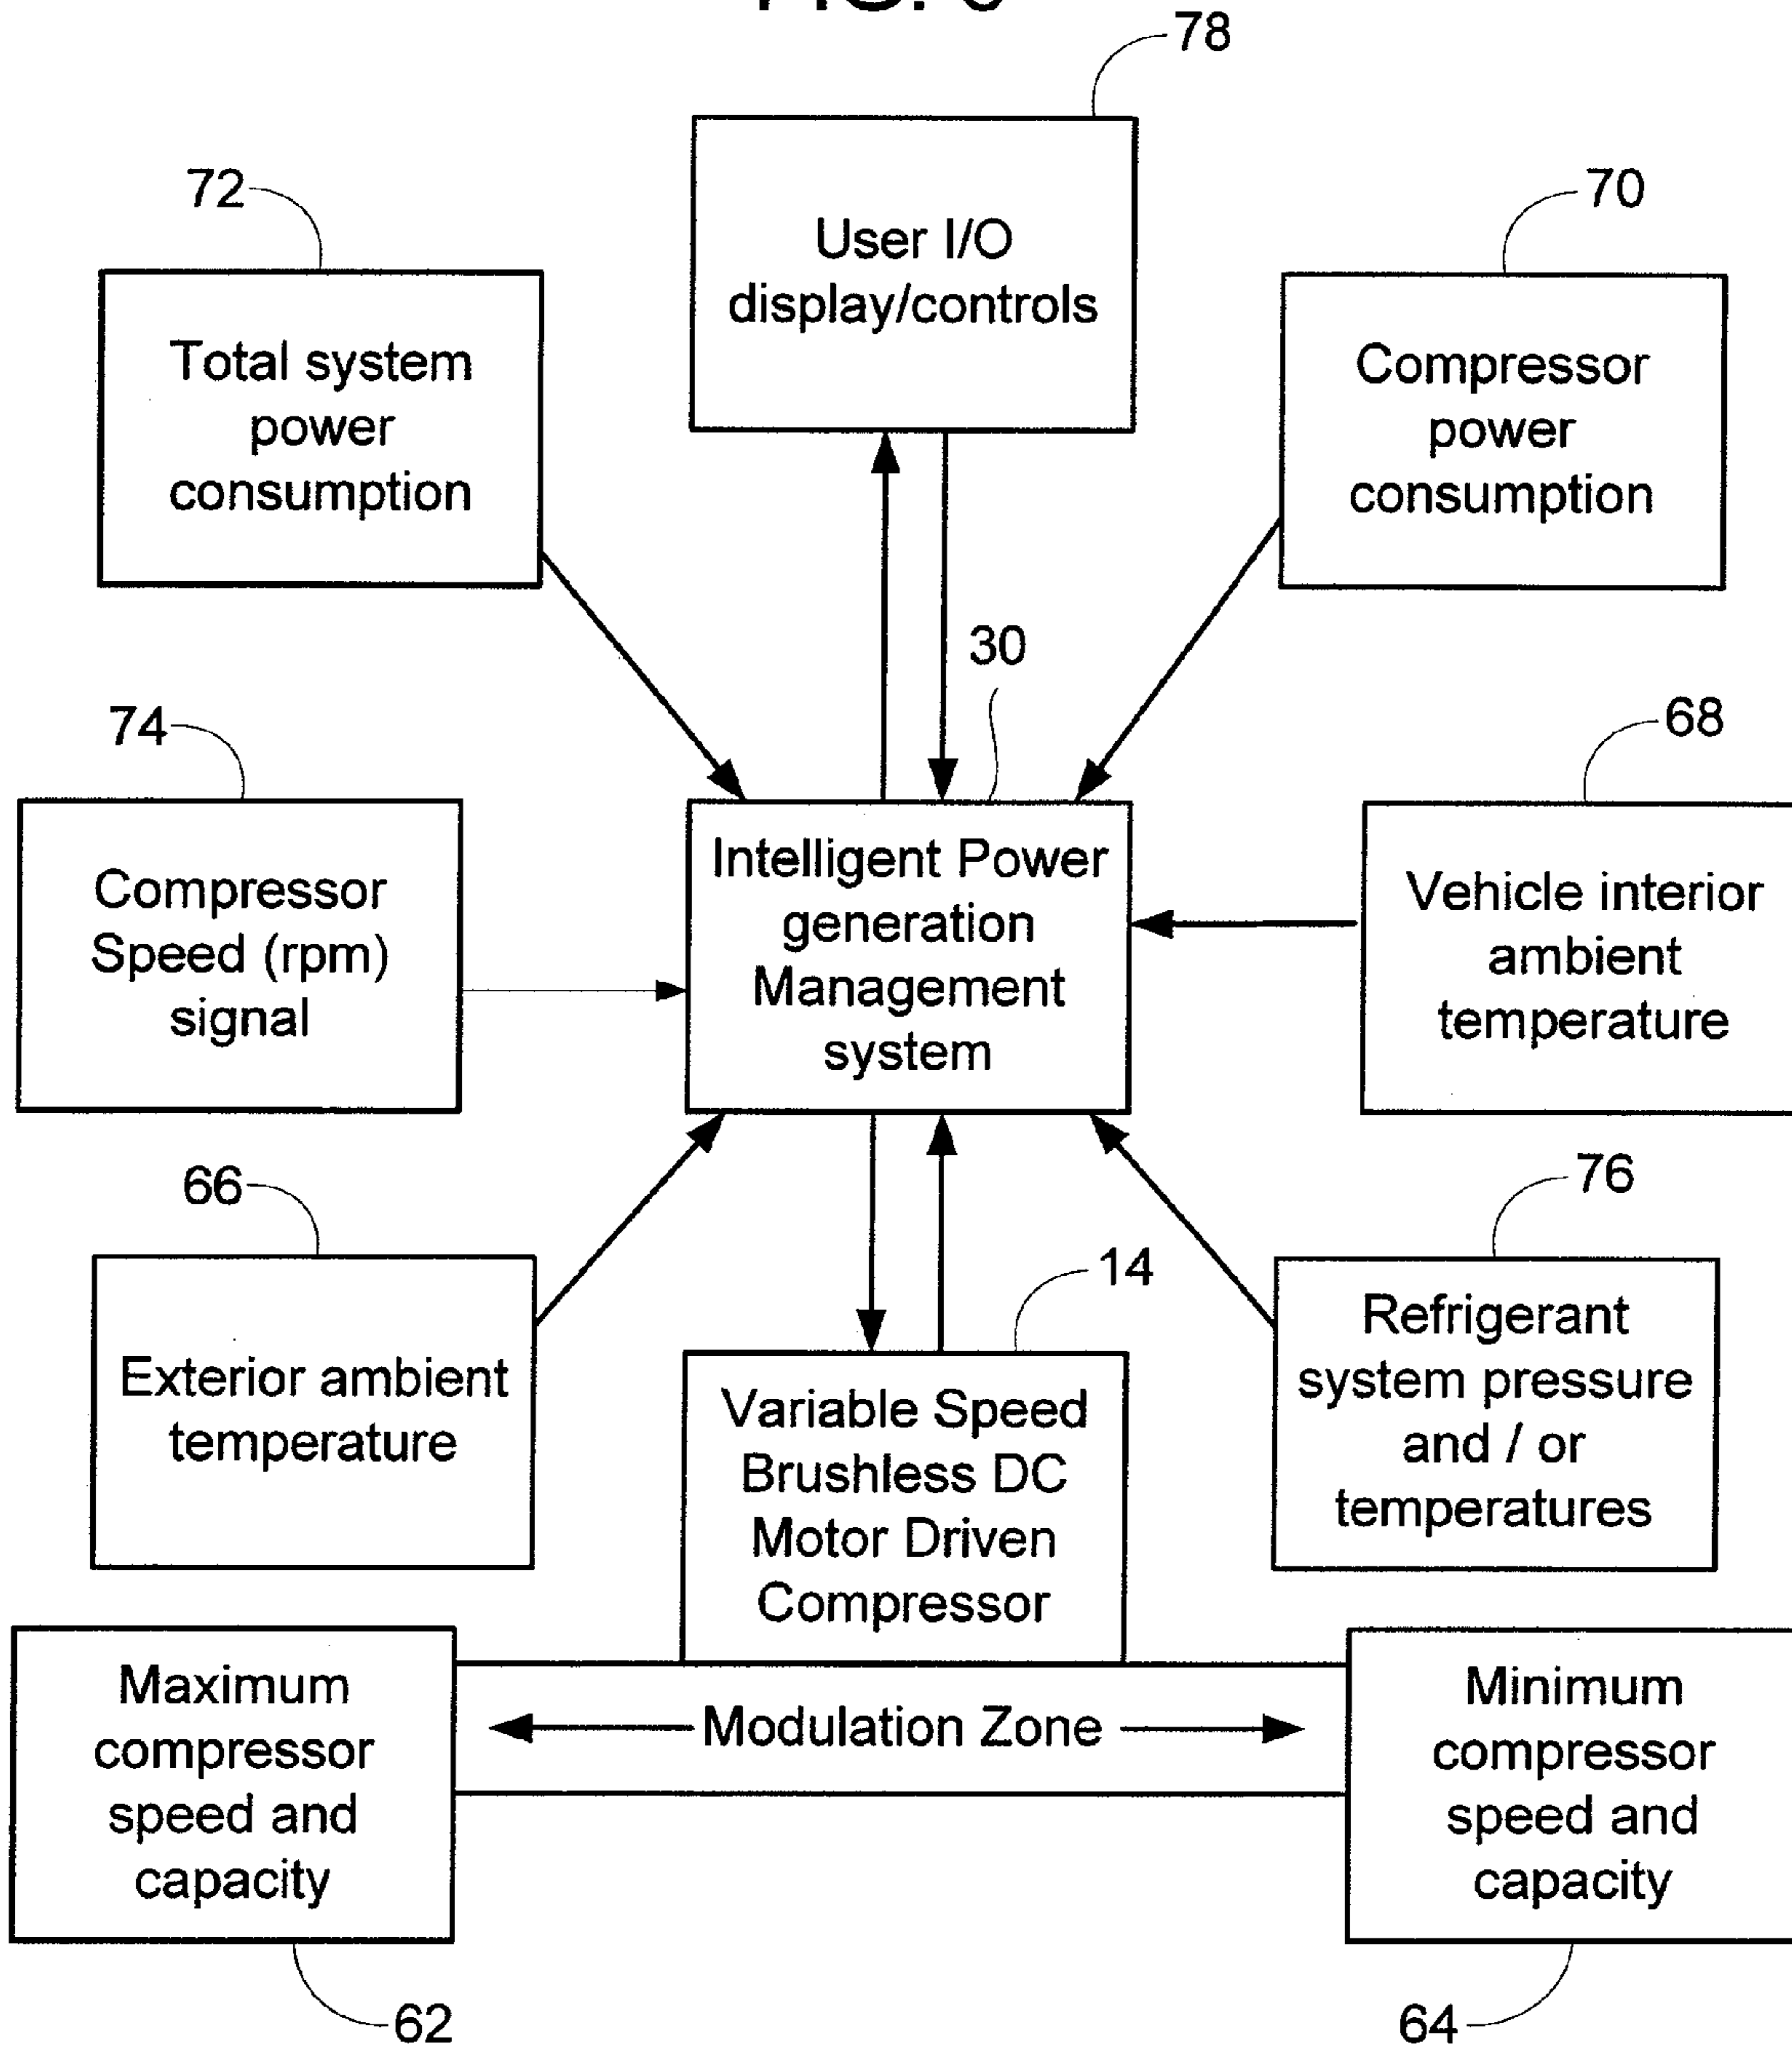 78
72
70
User I/O
display/controls
Total system
power
consumption
Compressor
power
consumption
30
74
68
Intelligent Power
generation
Management
system
Compressor
Speed (rpm)
signal
Vehicle interior
ambient
temperature
66
76
14
Exterior ambient
temperature
Variable Speed
Brushless DC
Motor Driven
Compressor
Refrigerant
system pressure
and / or
temperatures
Maximum
compressor
speed and
capacity
Modulation Zone
Minimum
compressor
speed and
capacity
62
64